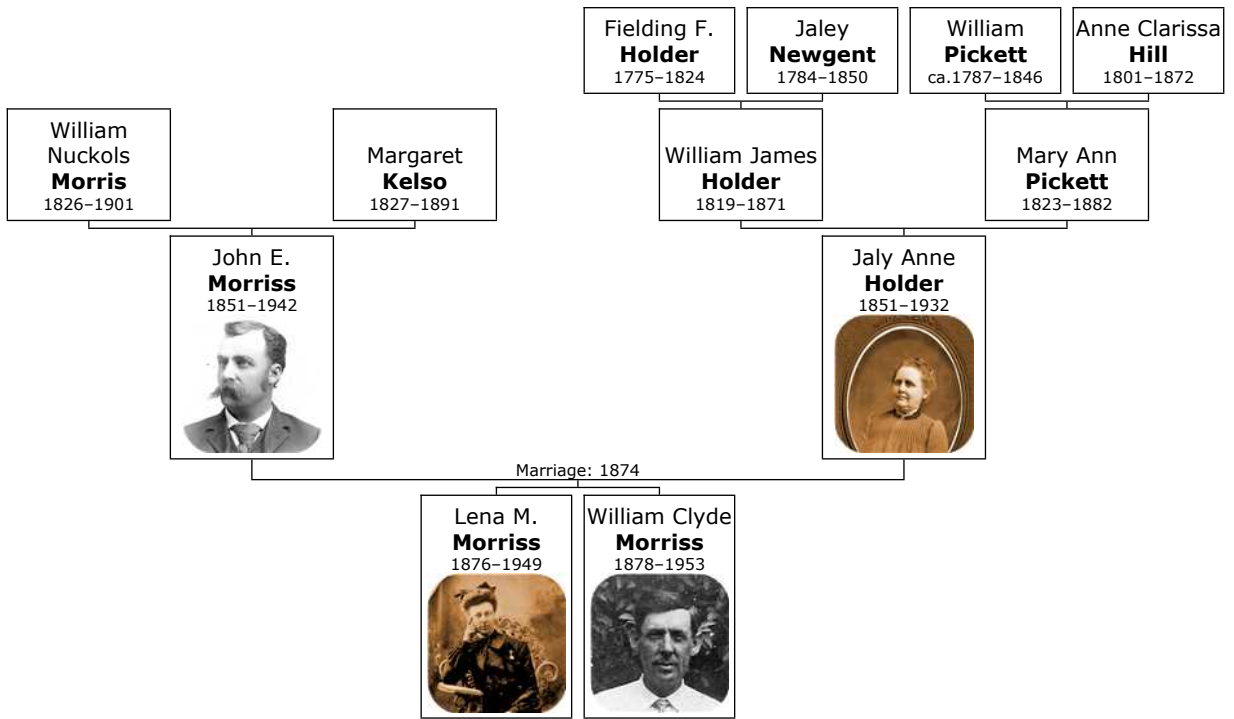 Fielding F.
Holder
1775–1824
Jaley
Newgent
1784–1850
William
Pickett
ca.1787–1846
Anne Clarissa
Hill
1801–1872
William
Nuckols
Morris
1826–1901
Margaret
Kelso
1827–1891
William James
Holder
1819–1871
Mary Ann
Pickett
1823–1882
John E.
Morriss
1851–1942
Jaly Anne
Holder
1851–1932
Marriage: 1874
Lena M.
Morriss
1876–1949
William Clyde
Morriss
1878–1953